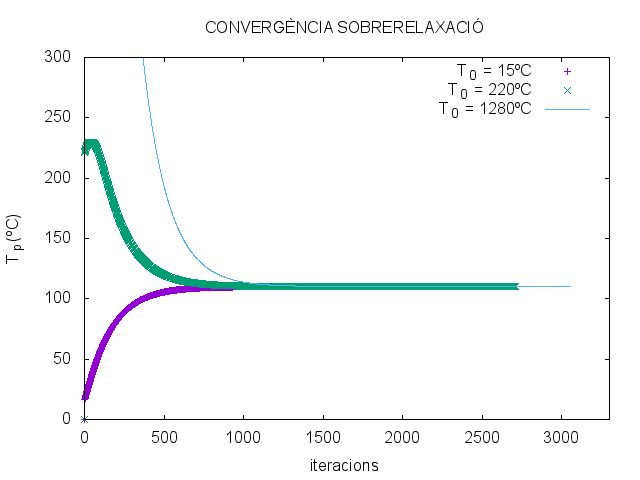 CONVERGÈNCIA SOBRERELAXACIÓ
T 0 = 15ºC
T 0 = 220ºC
T 0 = 1280ºC
300
250
200
150
100
50
0
T p (ºC)
0 500 1000 1500 2000 2500 3000
iteracions